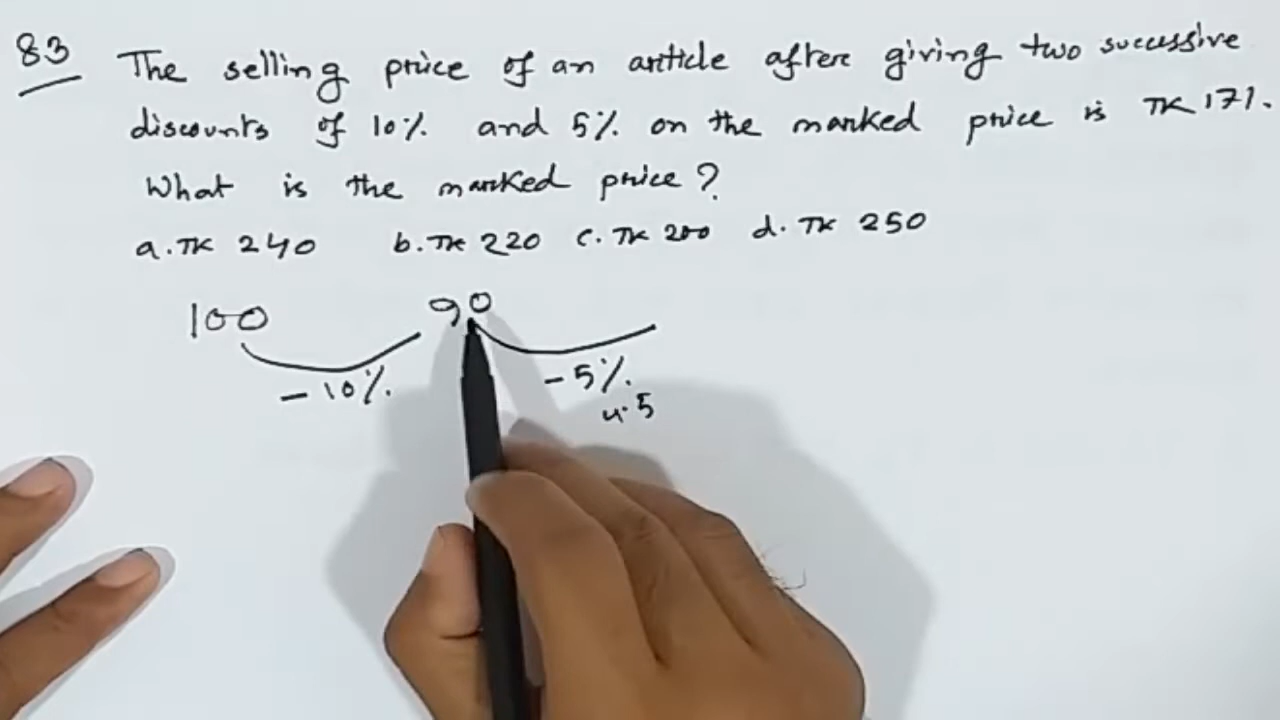 83 The selling price of an article after giving two successive
discounts of 10% and 5% on the marked price is TK 171.
What is the marked price?
a. TK 240 b. TK 220 c. TK 200 d. TK 250
100 90
-10% -5%
4.5